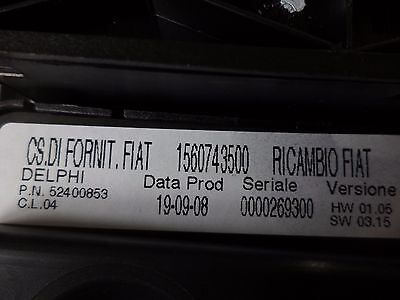 CS.DI FORNIT. FIAT 1560743500 RICAMBIO FIAT
DELPHI Data Prod Seriale Versione
P.N. 52400853 19-09-08 0000269300 HW 01.05
C.L.04 SW 03.15